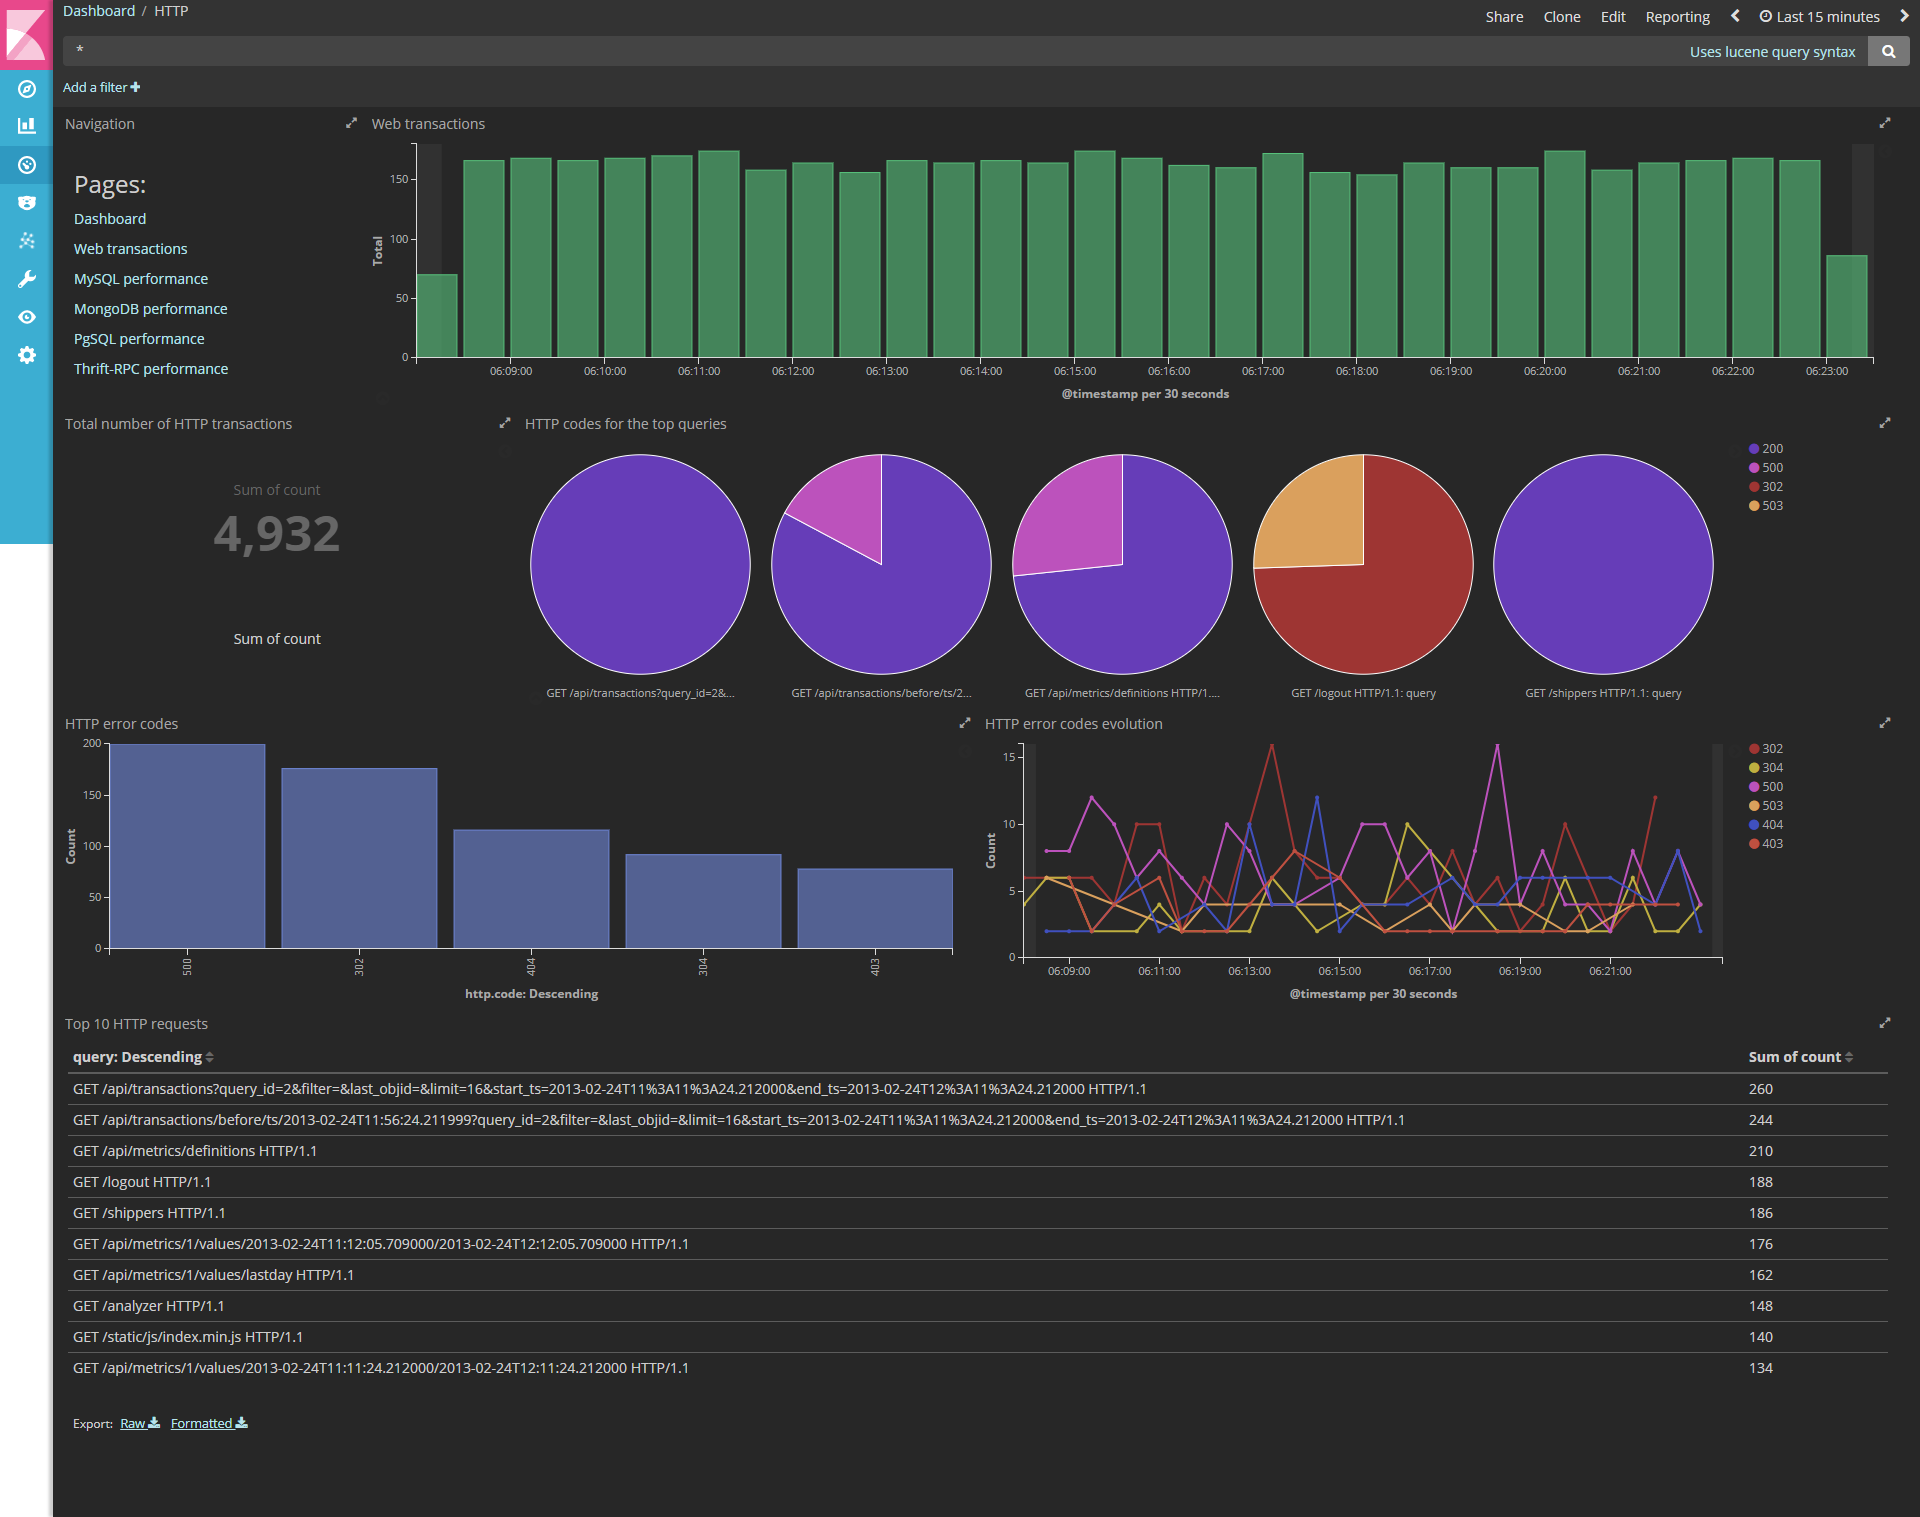 Dashboard / HTTP
Share Clone Edit Reporting Last 15 minutes
*
Uses lucene query syntax
Add a filter
Navigation
Pages:
Dashboard
Web transactions
MySQL performance
MongoDB performance
PgSQL performance
Thrift-RPC performance
Web transactions
Total
150
100
50
0
06:09:00 06:10:00 06:11:00 06:12:00 06:13:00 06:14:00 06:15:00 06:16:00 06:17:00 06:18:00 06:19:00 06:20:00 06:21:00 06:22:00 06:23:00
@timestamp per 30 seconds
Total number of HTTP transactions
Sum of count
4,932
Sum of count
HTTP codes for the top queries
GET /api/transactions?query_id=2&...
GET /api/transactions/before/ts/2...
GET /api/metrics/definitions HTTP/1....
GET /logout HTTP/1.1: query
GET /shippers HTTP/1.1: query
200
500
302
503
HTTP error codes
Count
200
150
100
50
0
500 302 404 304 403
http.code: Descending
HTTP error codes evolution
Count
15
10
5
0
06:09:00 06:11:00 06:13:00 06:15:00 06:17:00 06:19:00 06:21:00
@timestamp per 30 seconds
302
304
500
503
404
403
Top 10 HTTP requests
query: Descending Sum of count
GET /api/transactions?query_id=2&filter=&last_objid=&limit=16&start_ts=2013-02-24T11%3A11%3A24.212000&end_ts=2013-02-24T12%3A11%3A24.212000 HTTP/1.1 260
GET /api/transactions/before/ts/2013-02-24T11:56:24.211999?query_id=2&filter=&last_objid=&limit=16&start_ts=2013-02-24T11%3A11%3A24.212000&end_ts=2013-02-24T12%3A11%3A24.212000 HTTP/1.1 244
GET /api/metrics/definitions HTTP/1.1 210
GET /logout HTTP/1.1 188
GET /shippers HTTP/1.1 186
GET /api/metrics/1/values/2013-02-24T11:12:05.709000/2013-02-24T12:12:05.709000 HTTP/1.1 176
GET /api/metrics/1/values/lastday HTTP/1.1 162
GET /analyzer HTTP/1.1 148
GET /static/js/index.min.js HTTP/1.1 140
GET /api/metrics/1/values/2013-02-24T11:11:24.212000/2013-02-24T12:11:24.212000 HTTP/1.1 134
Export: Raw Formatted